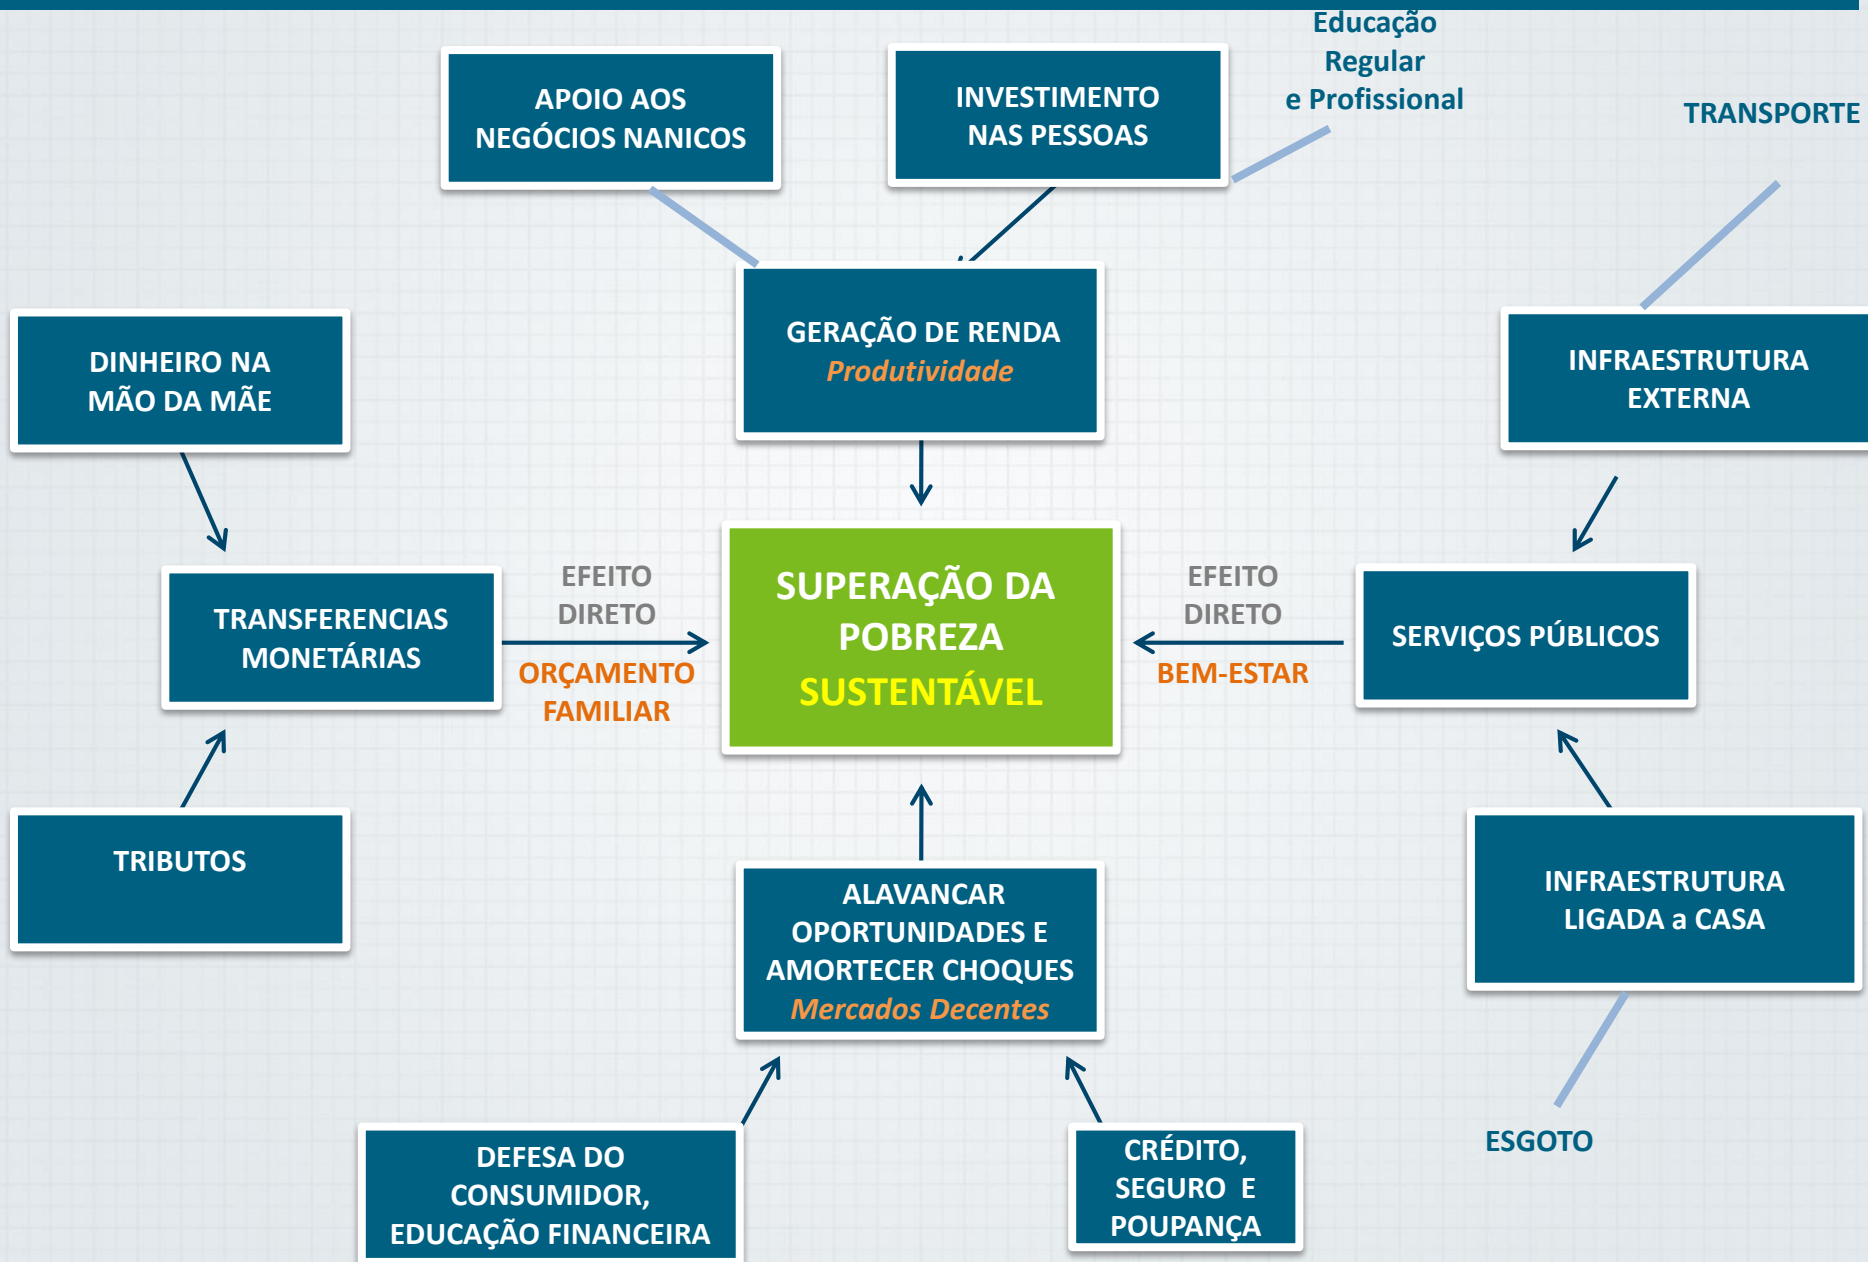 Educação
Regular
e Profissional
TRANSPORTE
APOIO AOS
NEGÓCIOS NANICOS
INVESTIMENTO
NAS PESSOAS
GERAÇÃO DE RENDA
Produtividade
DINHEIRO NA
MÃO DA MÃE
INFRAESTRUTURA
EXTERNA
TRANSFERENCIAS
MONETÁRIAS
EFEITO
DIRETO
ORÇAMENTO
FAMILIAR
SUPERAÇÃO DA
POBREZA
SUSTENTÁVEL
EFEITO
DIRETO
BEM-ESTAR
SERVIÇOS PÚBLICOS
TRIBUTOS
ALAVANCAR
OPORTUNIDADES E
AMORTECER CHOQUES
Mercados Decentes
INFRAESTRUTURA
LIGADA a CASA
DEFESA DO
CONSUMIDOR,
EDUCAÇÃO FINANCEIRA
CRÉDITO,
SEGURO E
POUPANÇA
ESGOTO